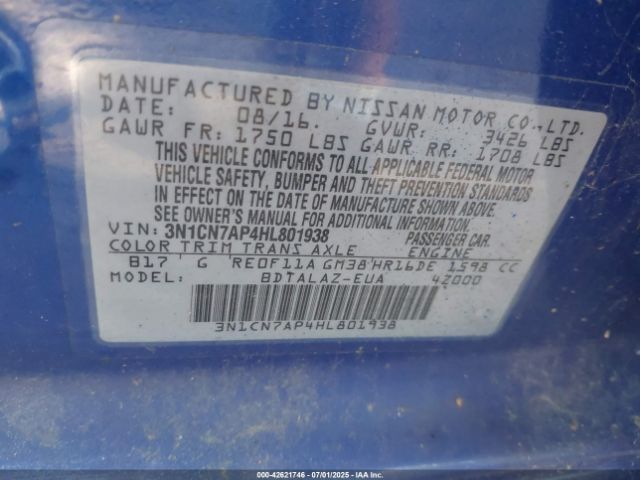 MANUFACTURED BY NISSAN MOTOR CO.,LTD.
DATE: 08/16. GVWR: 3426 LBS
GAWR FR: 1750 LBS GAWR RR: 1708 LBS
THIS VEHICLE CONFORMS TO ALL APPLICABLE FEDERAL MOTOR
VEHICLE SAFETY, BUMPER AND THEFT PREVENTION STANDARDS
IN EFFECT ON THE DATE OF MANUFACTURE SHOWN ABOVE.
SEE OWNER'S MANUAL FOR ADDITIONAL INFORMATION.
VIN: 3N1CN7AP4HL801938 PASSENGER CAR.
COLOR TRIM TRANS AXLE ENGINE
B17 G RE0F11A GM38 HR16DE 1598 CC
MODEL: BDTALAZ-EUA 42000
3N1CN7AP4HL801938
000-42621746 - 07/01/2025 - IAAI.com